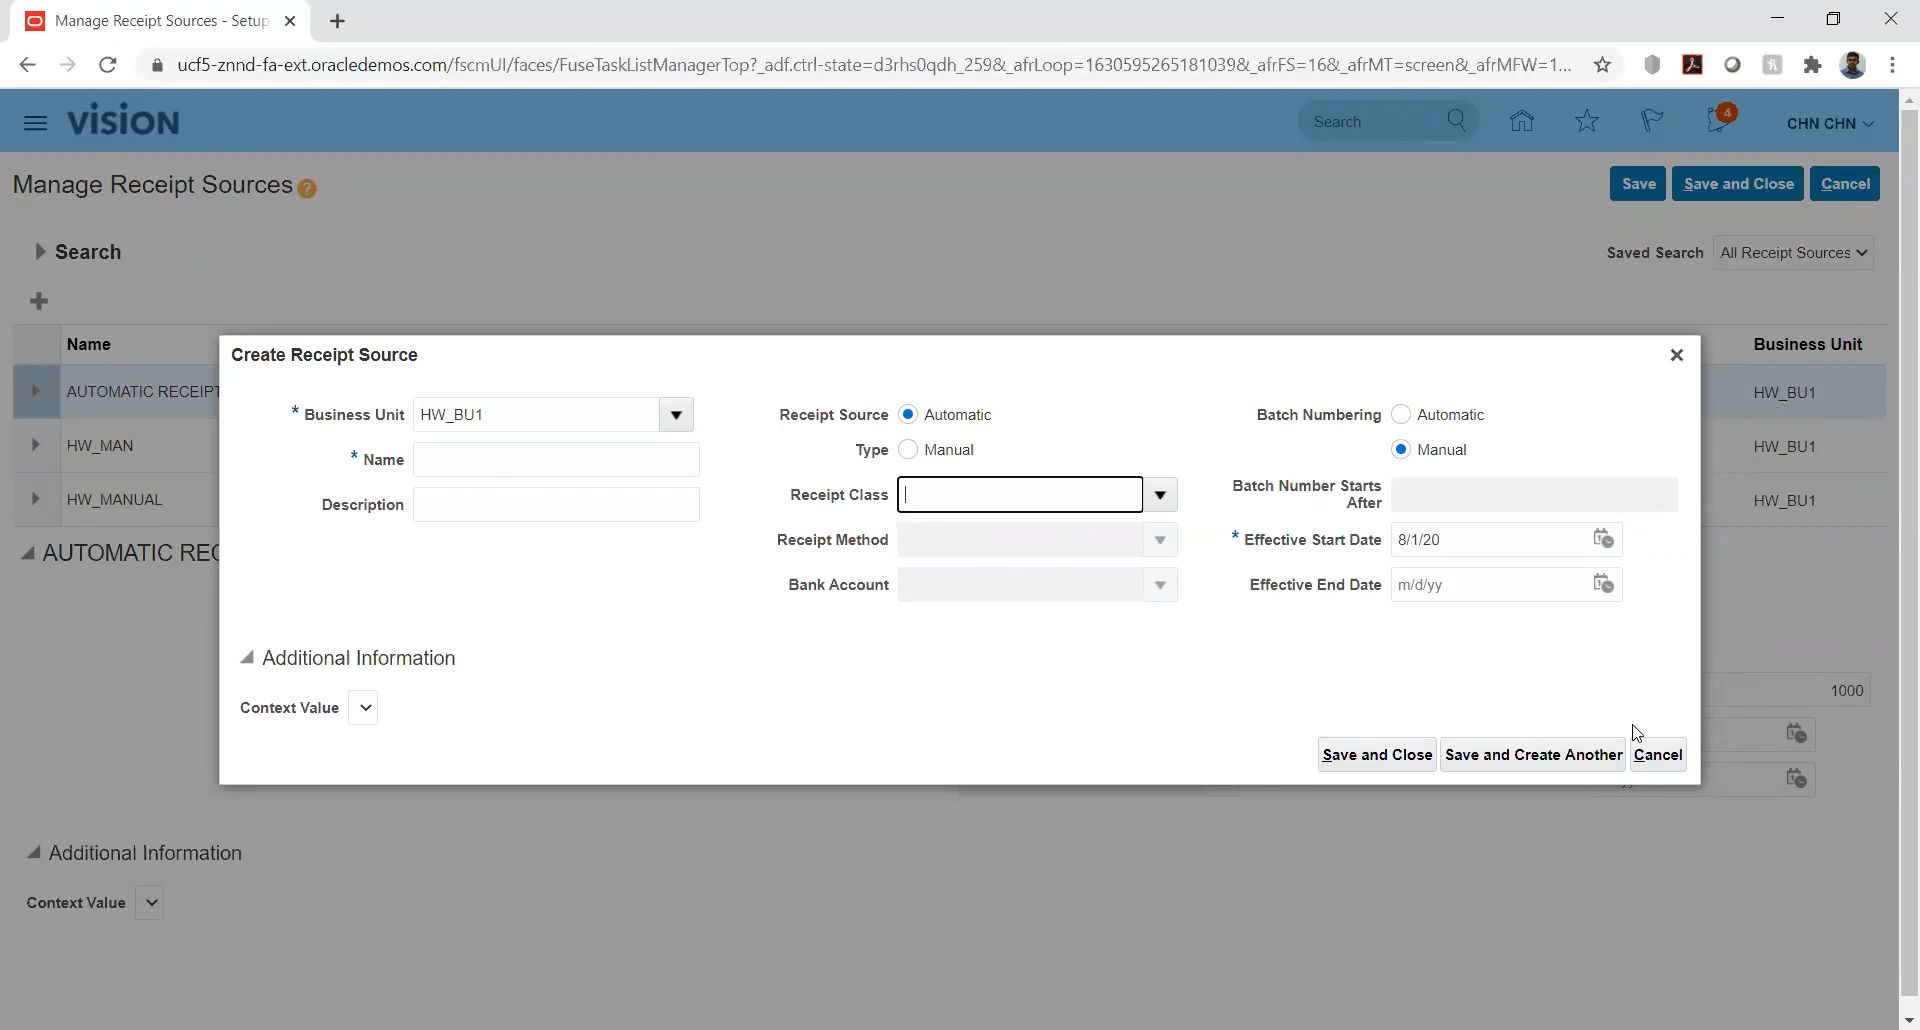 Manage Receipt Sources - Setup
ucf5-znnd-fa-ext.oracledemos.com/fscmUI/faces/FuseTaskListManagerTop?_adf.ctrl-state=d3rhs0qdh_259&_afrLoop=1630595265181039&_afrFS=16&_afrMT=screen&_afrMFW=1...
vision
Search
4
CHN CHN
Manage Receipt Sources ?
Save
Save and Close
Cancel
Search
Saved Search All Receipt Sources
Name
Business Unit
AUTOMATIC RECEIPT
HW_BU1
HW_MAN
HW_BU1
HW_MANUAL
HW_BU1
AUTOMATIC REC
1000
Create Receipt Source
* Business Unit HW_BU1
* Name
Description
Receipt Source Automatic
Type Manual
Receipt Class
Receipt Method
Bank Account
Batch Numbering Automatic
Manual
Batch Number Starts
After
* Effective Start Date 8/1/20
Effective End Date m/d/yy
Additional Information
Context Value
Save and Close
Save and Create Another
Cancel
Additional Information
Context Value